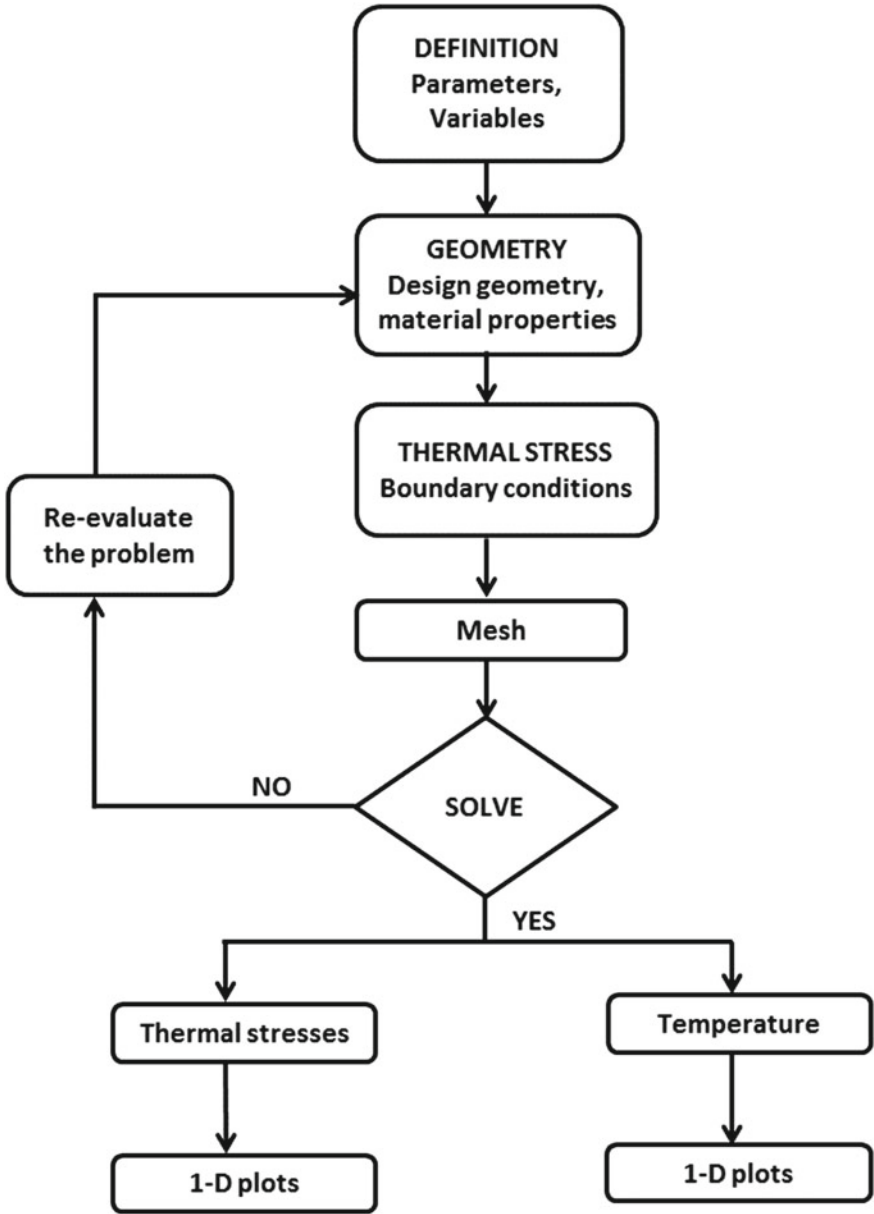 DEFINITION
Parameters,
Variables
GEOMETRY
Design geometry,
material properties
THERMAL STRESS
Boundary conditions
Re-evaluate
the problem
Mesh
NO
SOLVE
YES
Thermal stresses
Temperature
1-D plots
1-D plots